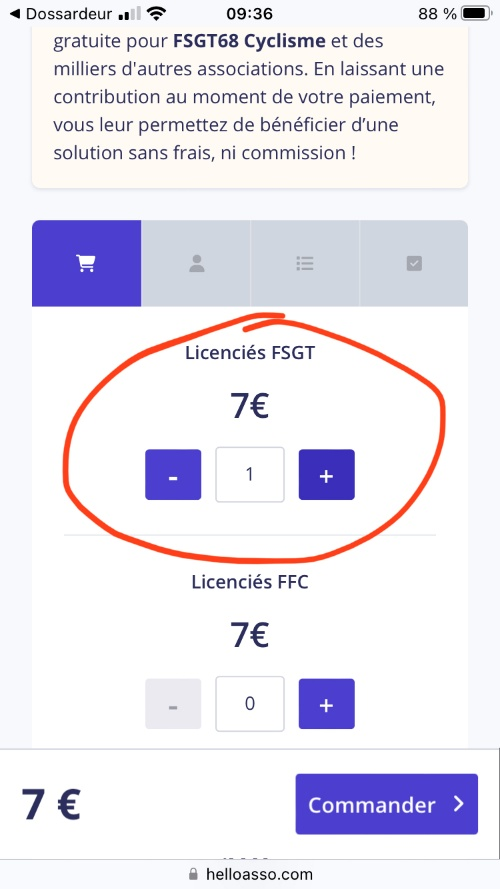 ◀ Dossardeur 09:36 88 %
gratuite pour FSGT68 Cyclisme et des
milliers d'autres associations. En laissant une
contribution au moment de votre paiement,
vous leur permettez de bénéficier d’une
solution sans frais, ni commission !
Licenciés FSGT
7€
- 1 +
Licenciés FFC
7€
- 0 +
7 €
Commander
helloasso.com